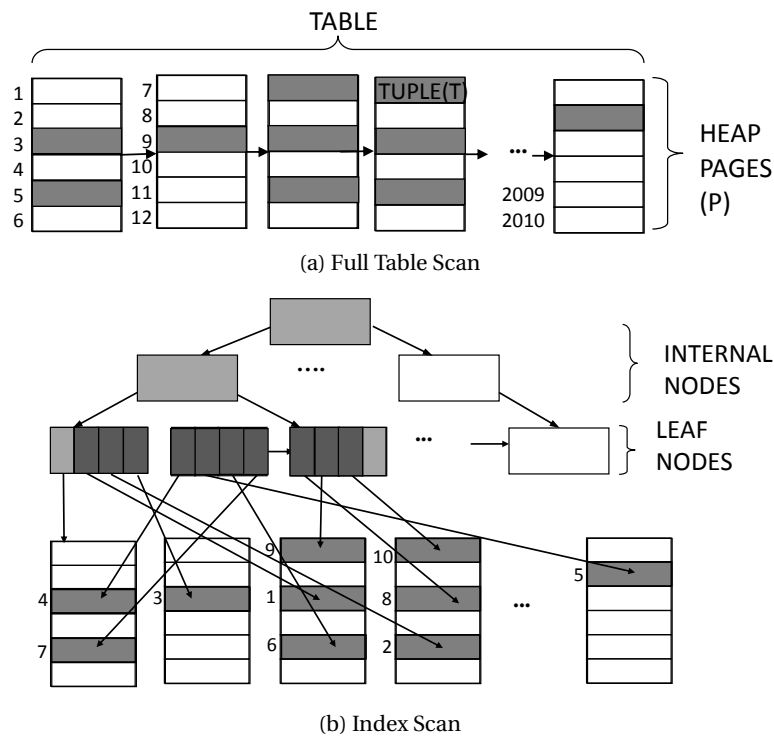 TABLE
1
2
3
4
5
6
7
8
9
10
11
12
TUPLE(T)
...
2009
2010
HEAP
PAGES
(P)
(a) Full Table Scan
....
INTERNAL
NODES
...
LEAF
NODES
4
7
3
9
1
6
10
8
2
...
5
(b) Index Scan